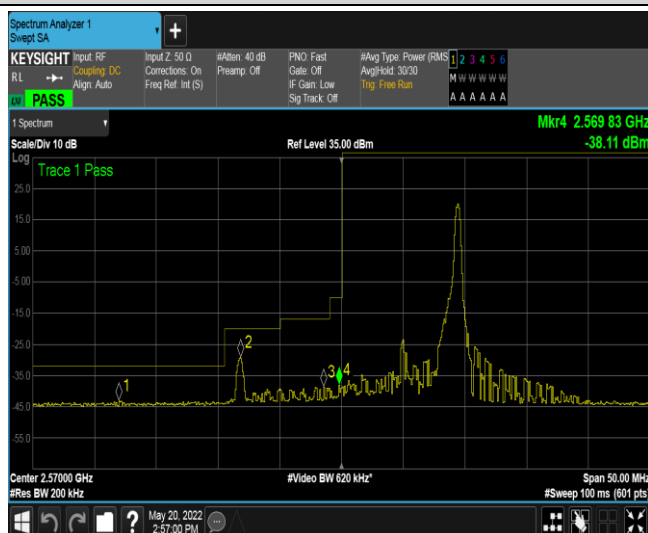 Spectrum Analyzer 1
Swept SA
KEYSIGHT
RL
PASS
Input: RF
Coupling: DC
Align: Auto
Input Z: 50 Ω
Corrections: On
Freq Ref: Int (S)
#Atten: 40 dB
Preamp: Off
PNO: Fast
Gate: Off
IF Gain: Low
Sig Track: Off
#Avg Type: Power (RMS
Avg|Hold: 30/30
Trig: Free Run
1 2 3 4 5 6
M W W W W W
A A A A A A
1 Spectrum
Scale/Div 10 dB
Ref Level 35.00 dBm
Mkr4 2.569 83 GHz
-38.11 dBm
Log
Trace 1 Pass
25.0
15.0
5.00
-5.00
-15.0
-25.0
-35.0
-45.0
-55.0
1
2
3
4
Center 2.57000 GHz
#Res BW 200 kHz
#Video BW 620 kHz*
Span 50.00 MHz
#Sweep 100 ms (601 pts)
?
May 20, 2022
2:57:00 PM